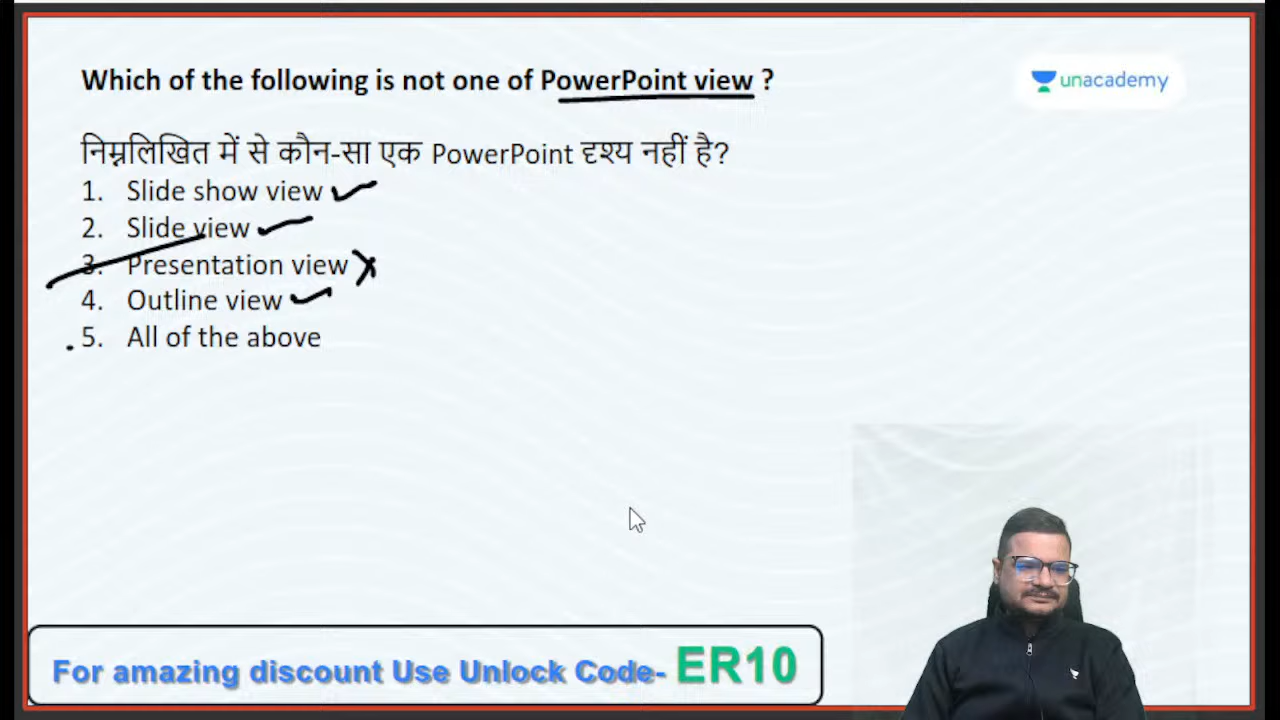 Which of the following is not one of PowerPoint view ?
unacademy
निम्नलिखित में से कौन-सा एक PowerPoint दृश्य नहीं है?
1. Slide show view
2. Slide view
3. Presentation view
4. Outline view
5. All of the above
For amazing discount Use Unlock Code- ER10